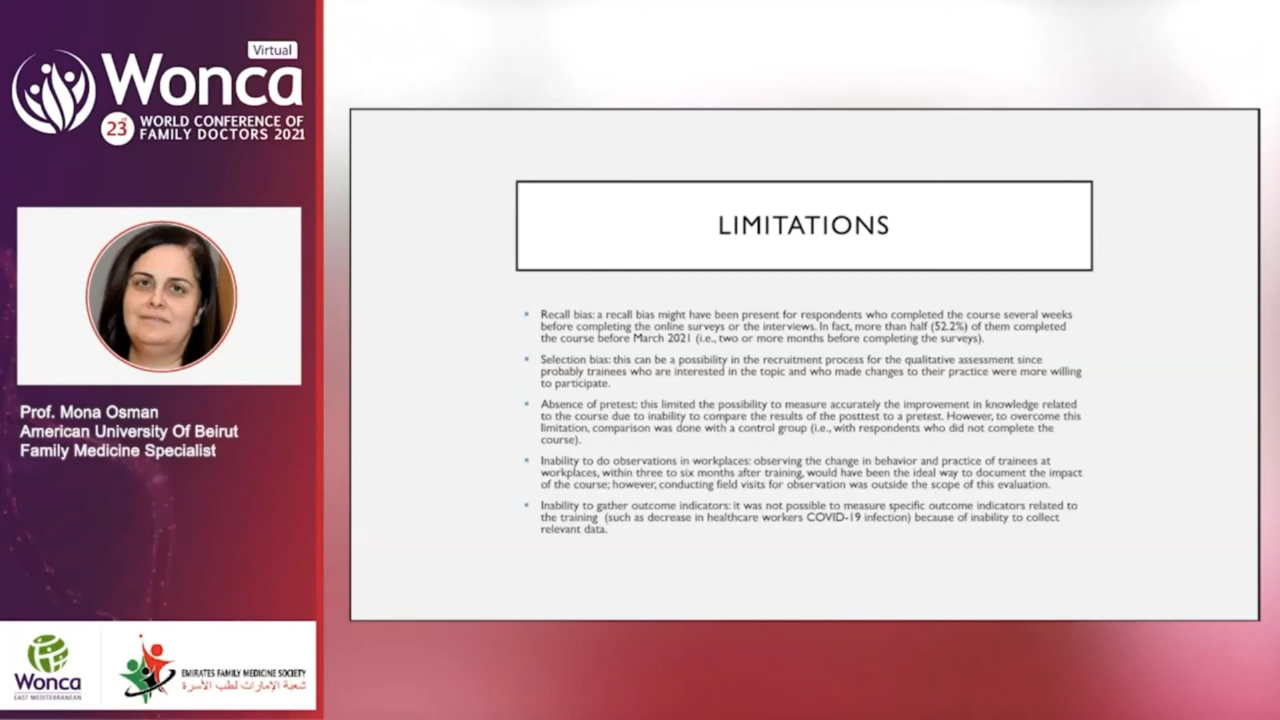 Virtual
Wonca
23
WORLD CONFERENCE OF
FAMILY DOCTORS 2021
Prof. Mona Osman
American University Of Beirut
Family Medicine Specialist
Wonca
EAST MEDITERRANEAN
EMIRATES FAMILY MEDICINE SOCIETY
شعبة الإمارات لطب الأسرة
LIMITATIONS
▪ Recall bias: a recall bias might have been present for respondents who completed the course several weeks
before completing the online surveys or the interviews. In fact, more than half (52.2%) of them completed
the course before March 2021 (i.e., two or more months before completing the surveys).
▪ Selection bias: this can be a possibility in the recruitment process for the qualitative assessment since
probably trainees who are interested in the topic and who made changes to their practice were more willing
to participate.
▪ Absence of pretest: this limited the possibility to measure accurately the improvement in knowledge related
to the course due to inability to compare the results of the posttest to a pretest. However, to overcome this
limitation, comparison was done with a control group (i.e., with respondents who did not complete the
course).
▪ Inability to do observations in workplaces: observing the change in behavior and practice of trainees at
workplaces, within three to six months after training, would have been the ideal way to document the impact
of the course; however, conducting field visits for observation was outside the scope of this evaluation.
▪ Inability to gather outcome indicators: it was not possible to measure specific outcome indicators related to
the training (such as decrease in healthcare workers COVID-19 infection) because of inability to collect
relevant data.